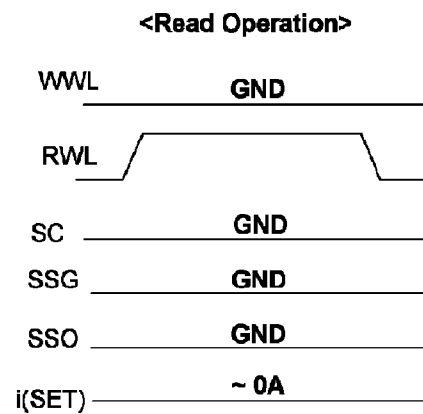 <Read Operation>
WWL GND
RWL
SC GND
SSG GND
SSO GND
i(SET) ~ 0A